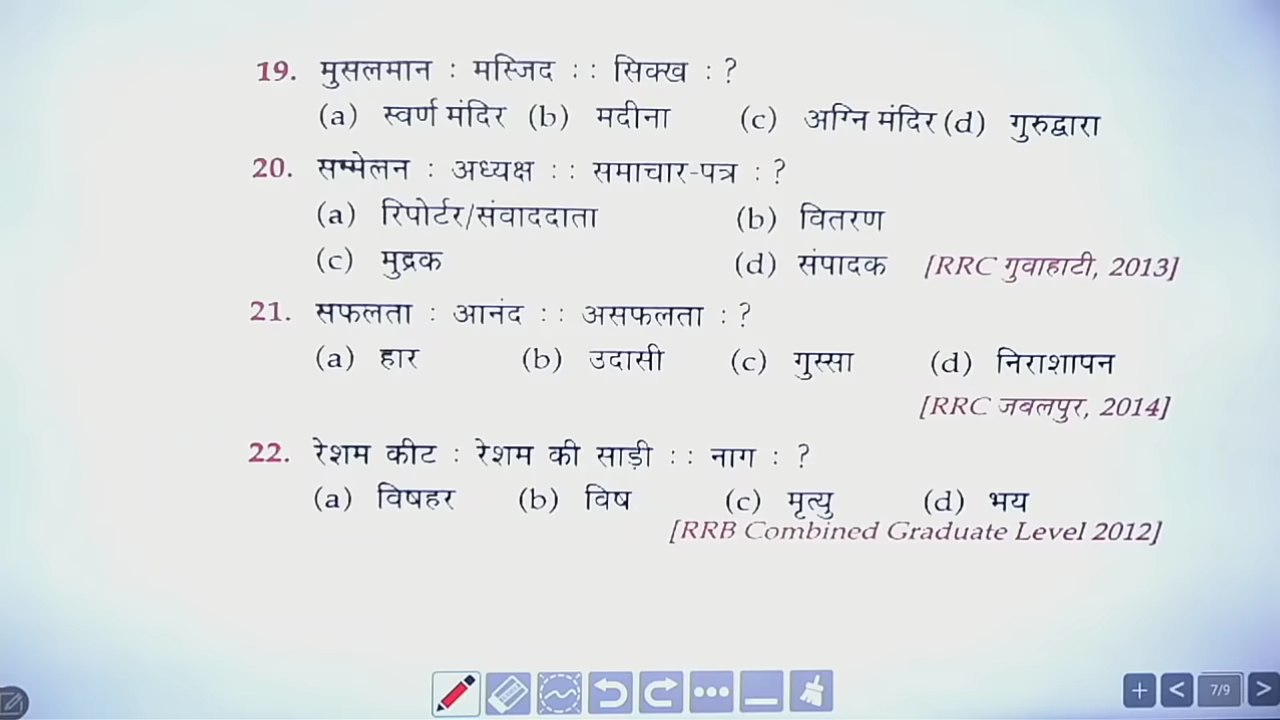 19. मुसलमान : मस्जिद : : सिक्ख : ?
(a) स्वर्ण मंदिर (b) मदीना (c) अग्नि मंदिर (d) गुरुद्वारा
20. सम्मेलन : अध्यक्ष : : समाचार-पत्र : ?
(a) रिपोर्टर/संवाददाता (b) वितरण
(c) मुद्रक (d) संपादक [RRC गुवाहाटी, 2013]
21. सफलता : आनंद : : असफलता : ?
(a) हार (b) उदासी (c) गुस्सा (d) निराशापन
[RRC जबलपुर, 2014]
22. रेशम कीट : रेशम की साड़ी : : नाग : ?
(a) विषहर (b) विष (c) मृत्यु (d) भय
[RRB Combined Graduate Level 2012]
7/9